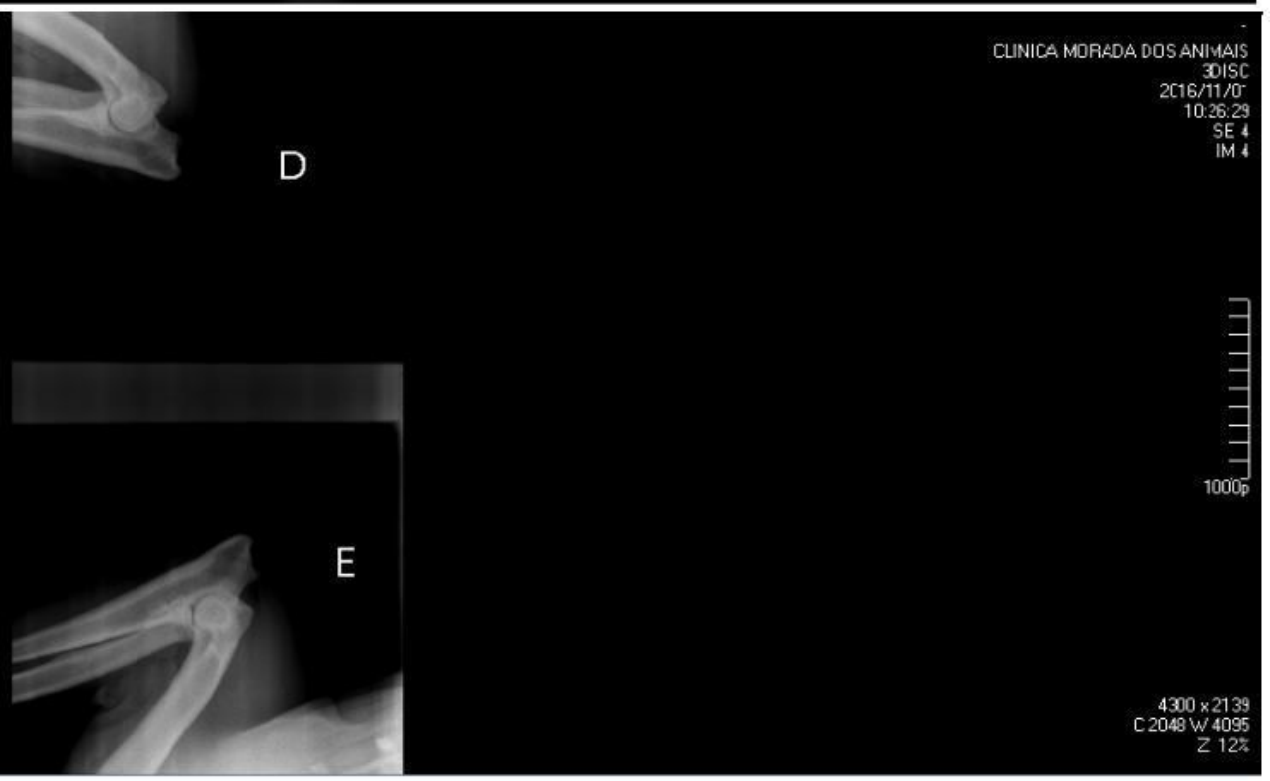 CLINICA MORADA DOS ANIMAIS
3DISC
10:26:29
SE 4
IM 4
D
1000p
E
4300 x 2139
C 2048 W 4095
Z 12%